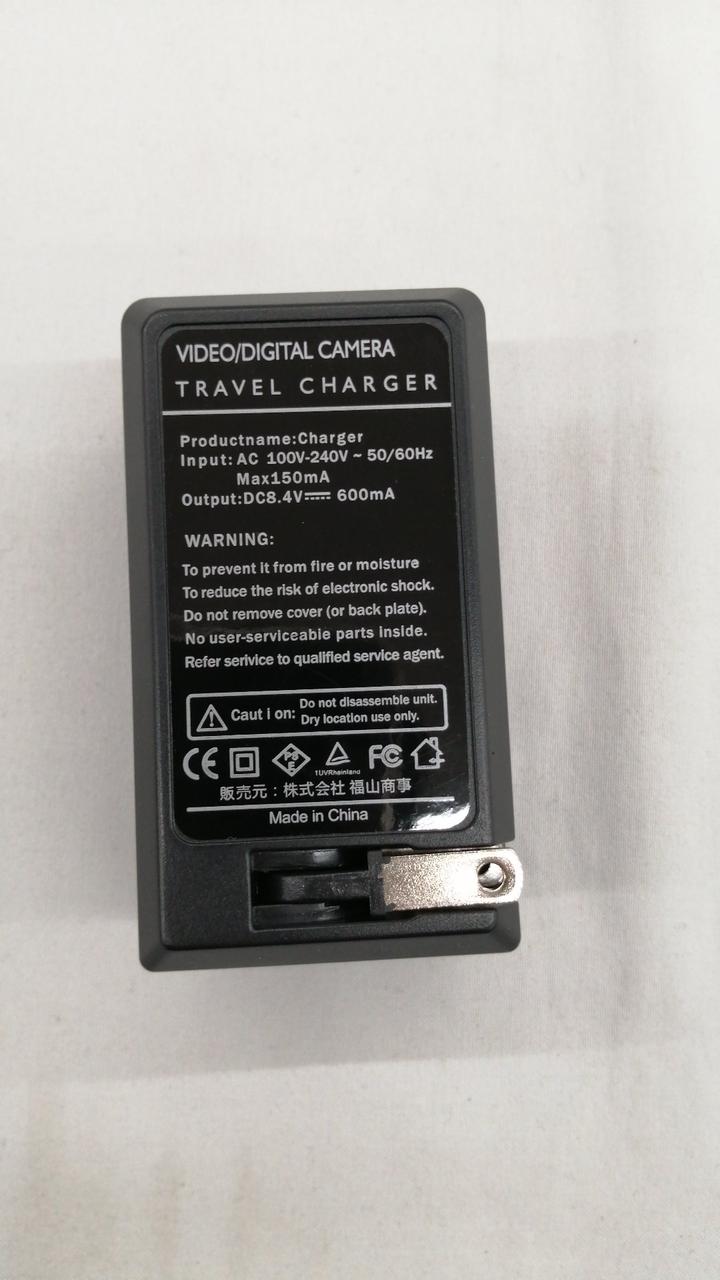 VIDEO/DIGITAL CAMERA
TRAVEL CHARGER
Productname:Charger
Input:AC 100V-240V ~ 50/60Hz
Max150mA
Output:DC8.4V⎓ 600mA
WARNING:
To prevent it from fire or moisture
To reduce the risk of electronic shock.
Do not remove cover (or back plate).
No user-serviceabie parts inside.
Refer serivice to qualified service agent.
Caut i on: Do not disassemble unit.
Dry location use only.
CE PS E 1UVRhainland FC
販売元：株式会社 福山商事
Made in China